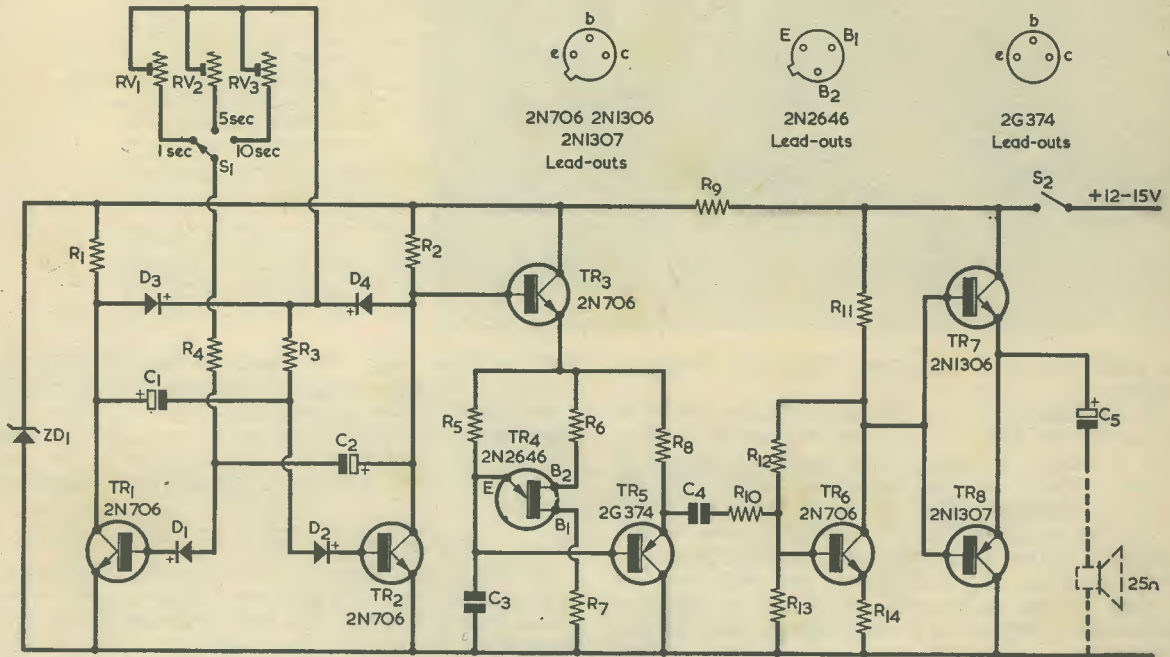 b
e c
2N706 2N1306
2N1307
Lead-outs
E B1
B2
2N2646
Lead-outs
b
e c
2G374
Lead-outs
RV1
RV2
RV3
5sec
1sec
10sec
S1
R9
S2
+12-15V
R1
D3
+
D4
+
R2
TR3
2N706
R11
TR7
2N1306
R4
R3
C1
+
ZD1
C2
+
R5
TR4
2N2646
R6
B2
E
B1
R8
R12
C5
+
TR1
2N706
D1
+
D2
+
TR2
2N706
TR5
2G374
C4
R10
TR6
2N706
TR8
2N1307
C3
R7
R13
R14
25Ω